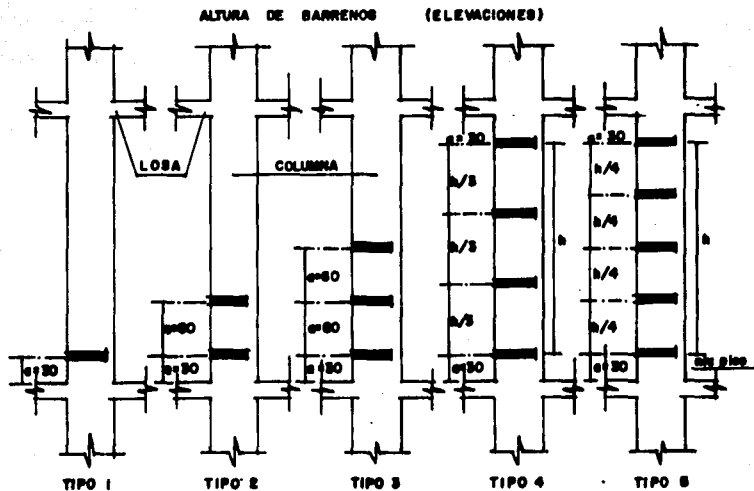 ALTURA DE BARRENOS (ELEVACIONES)
LOSA
COLUMNA
a=30
TIPO 1
a=60
a=30
TIPO 2
a=60
a=60
a=30
TIPO 3
a=30
h/3
h/3
h/3
h
a=30
TIPO 4
a=30
h/4
h/4
h/4
h/4
h
a=30
piso
TIPO 5